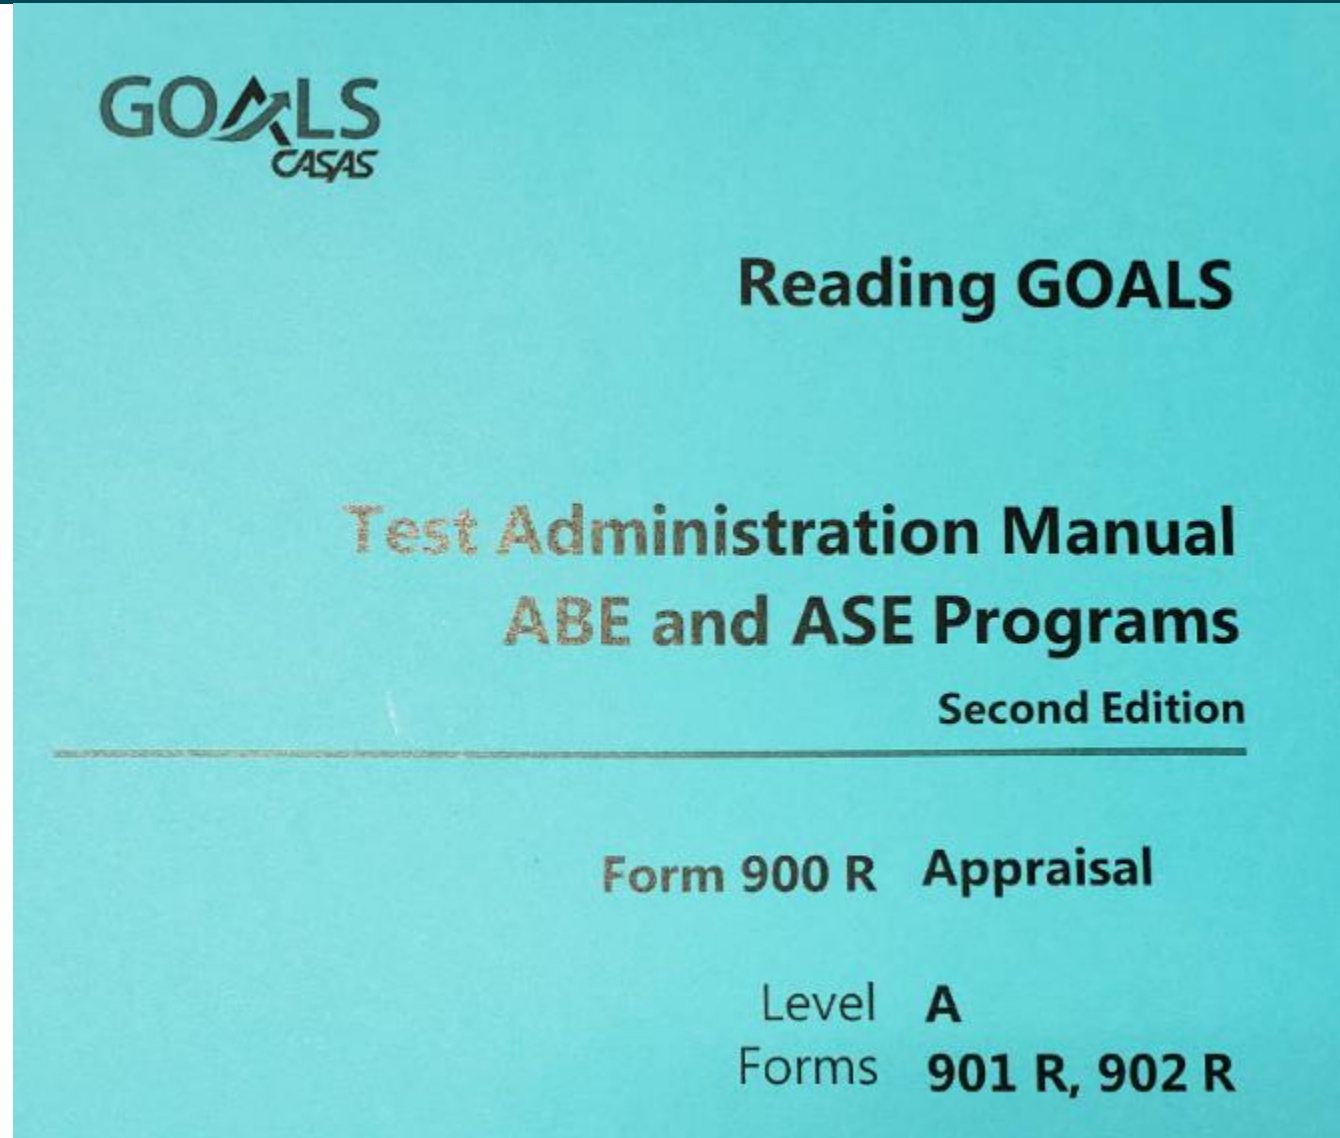 GOALS
CASAS
Reading GOALS
Test Administration Manual
ABE and ASE Programs
Second Edition
Form 900 R Appraisal
Level A
Forms 901 R, 902 R